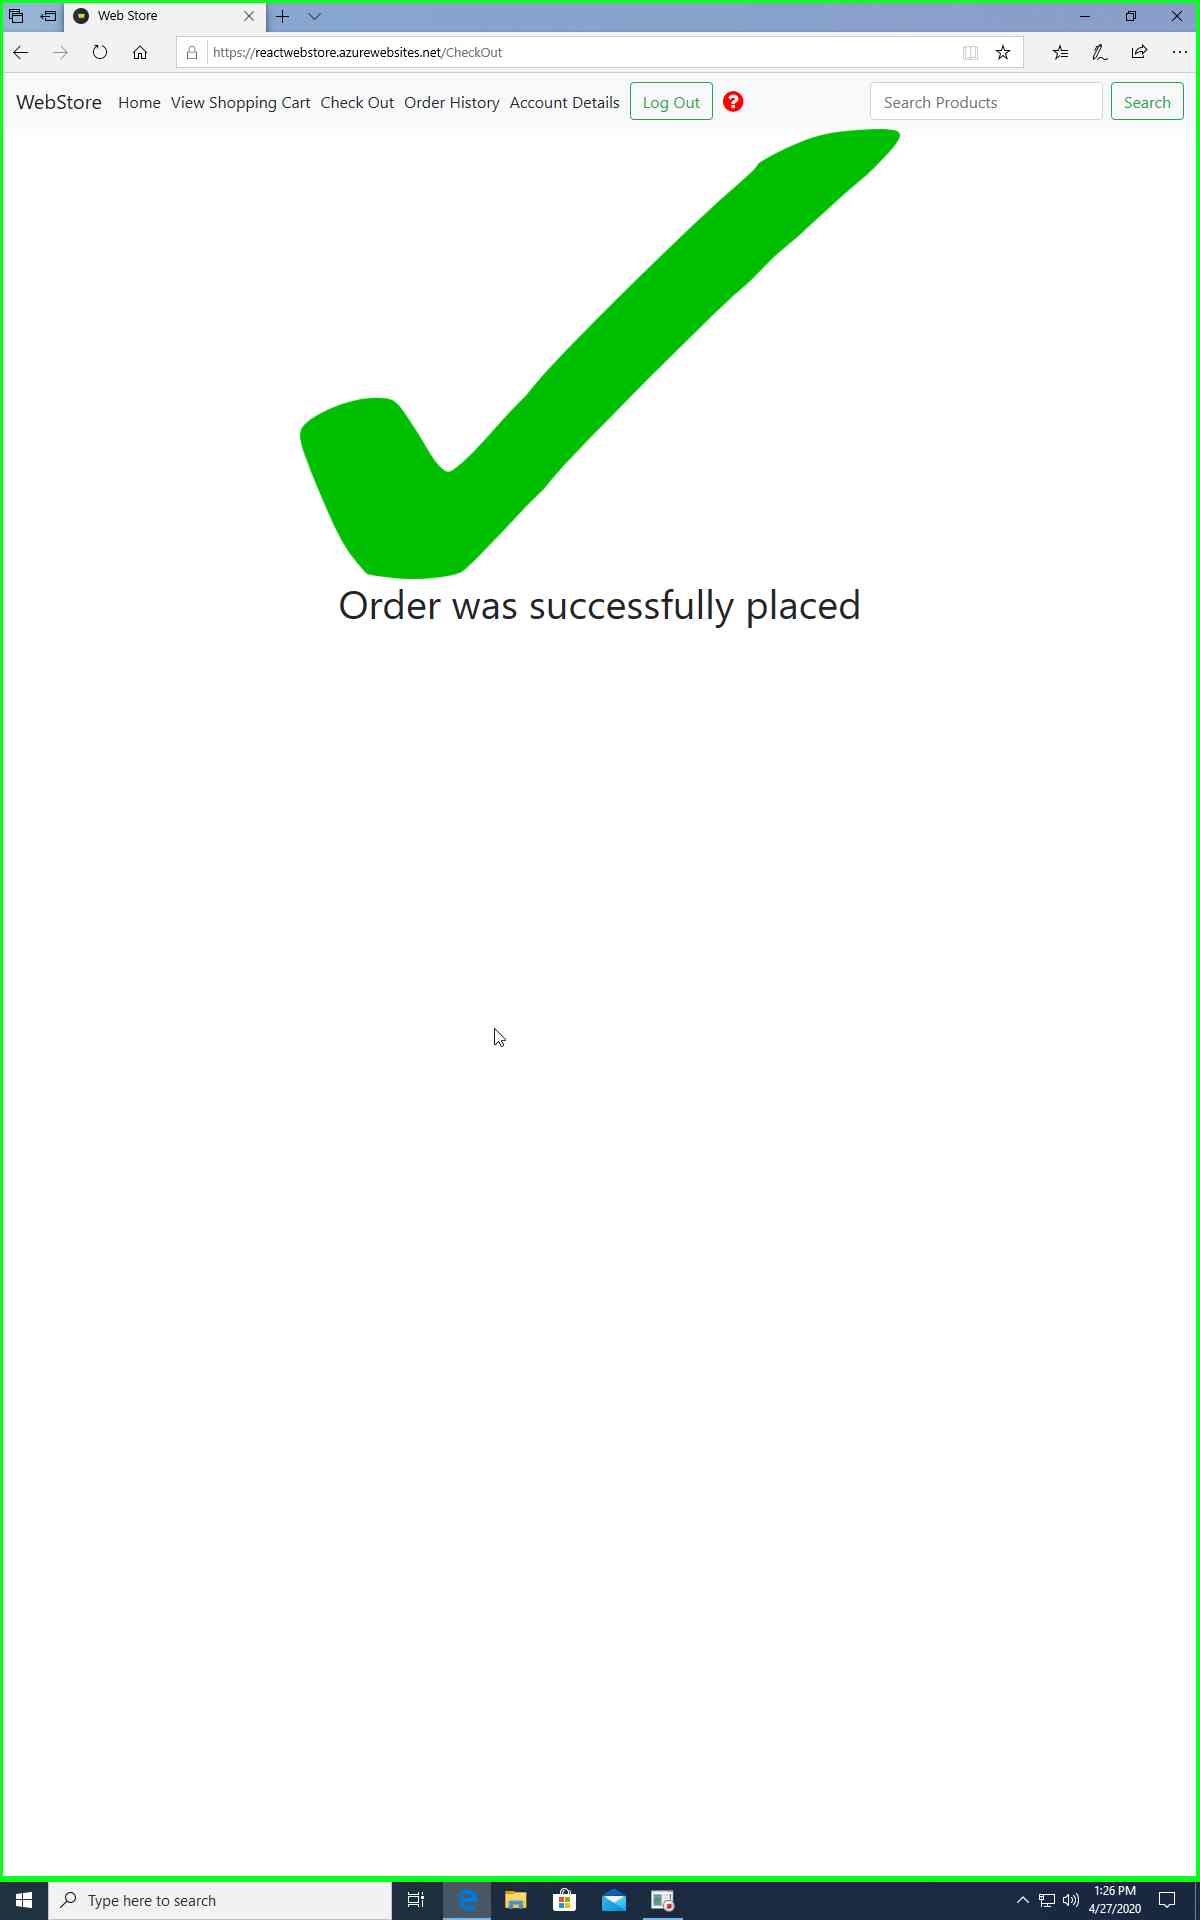 Web Store
https://reactwebstore.azurewebsites.net/CheckOut
WebStore Home View Shopping Cart Check Out Order History Account Details Log Out ? Search Products Search
Order was successfully placed
Type here to search
1:26 PM
4/27/2020